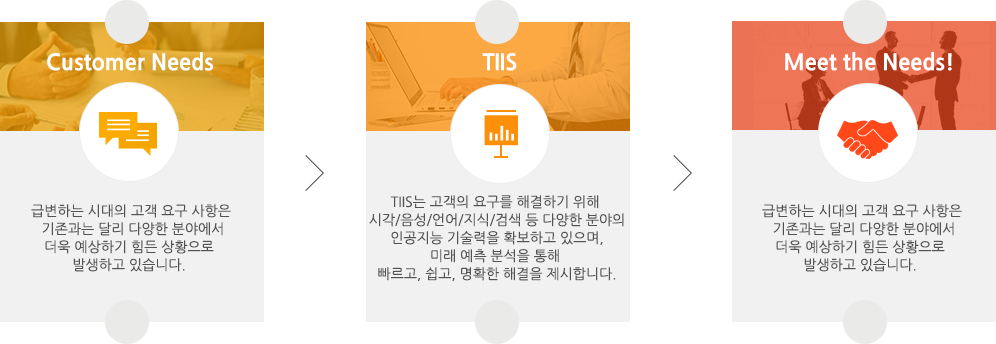 Customer Needs
급변하는 시대의 고객 요구 사항은
기존과는 달리 다양한 분야에서
더욱 예상하기 힘든 상황으로
발생하고 있습니다.
TIIS
TIIS는 고객의 요구를 해결하기 위해
시각/음성/언어/지식/검색 등 다양한 분야의
인공지능 기술력을 확보하고 있으며,
미래 예측 분석을 통해
빠르고, 쉽고, 명확한 해결을 제시합니다.
Meet the Needs!
급변하는 시대의 고객 요구 사항은
기존과는 달리 다양한 분야에서
더욱 예상하기 힘든 상황으로
발생하고 있습니다.